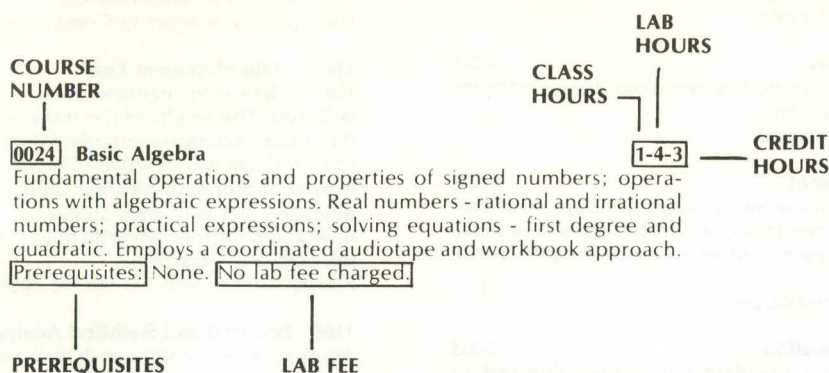 LAB
HOURS
COURSE
NUMBER
CLASS
HOURS
0024 Basic Algebra 1-4-3
CREDIT
HOURS
Fundamental operations and properties of signed numbers; opera-
tions with algebraic expressions. Real numbers - rational and irrational
numbers; practical expressions; solving equations - first degree and
quadratic. Employs a coordinated audiotape and workbook approach.
Prerequisites: None. No lab fee charged.
PREREQUISITES LAB FEE